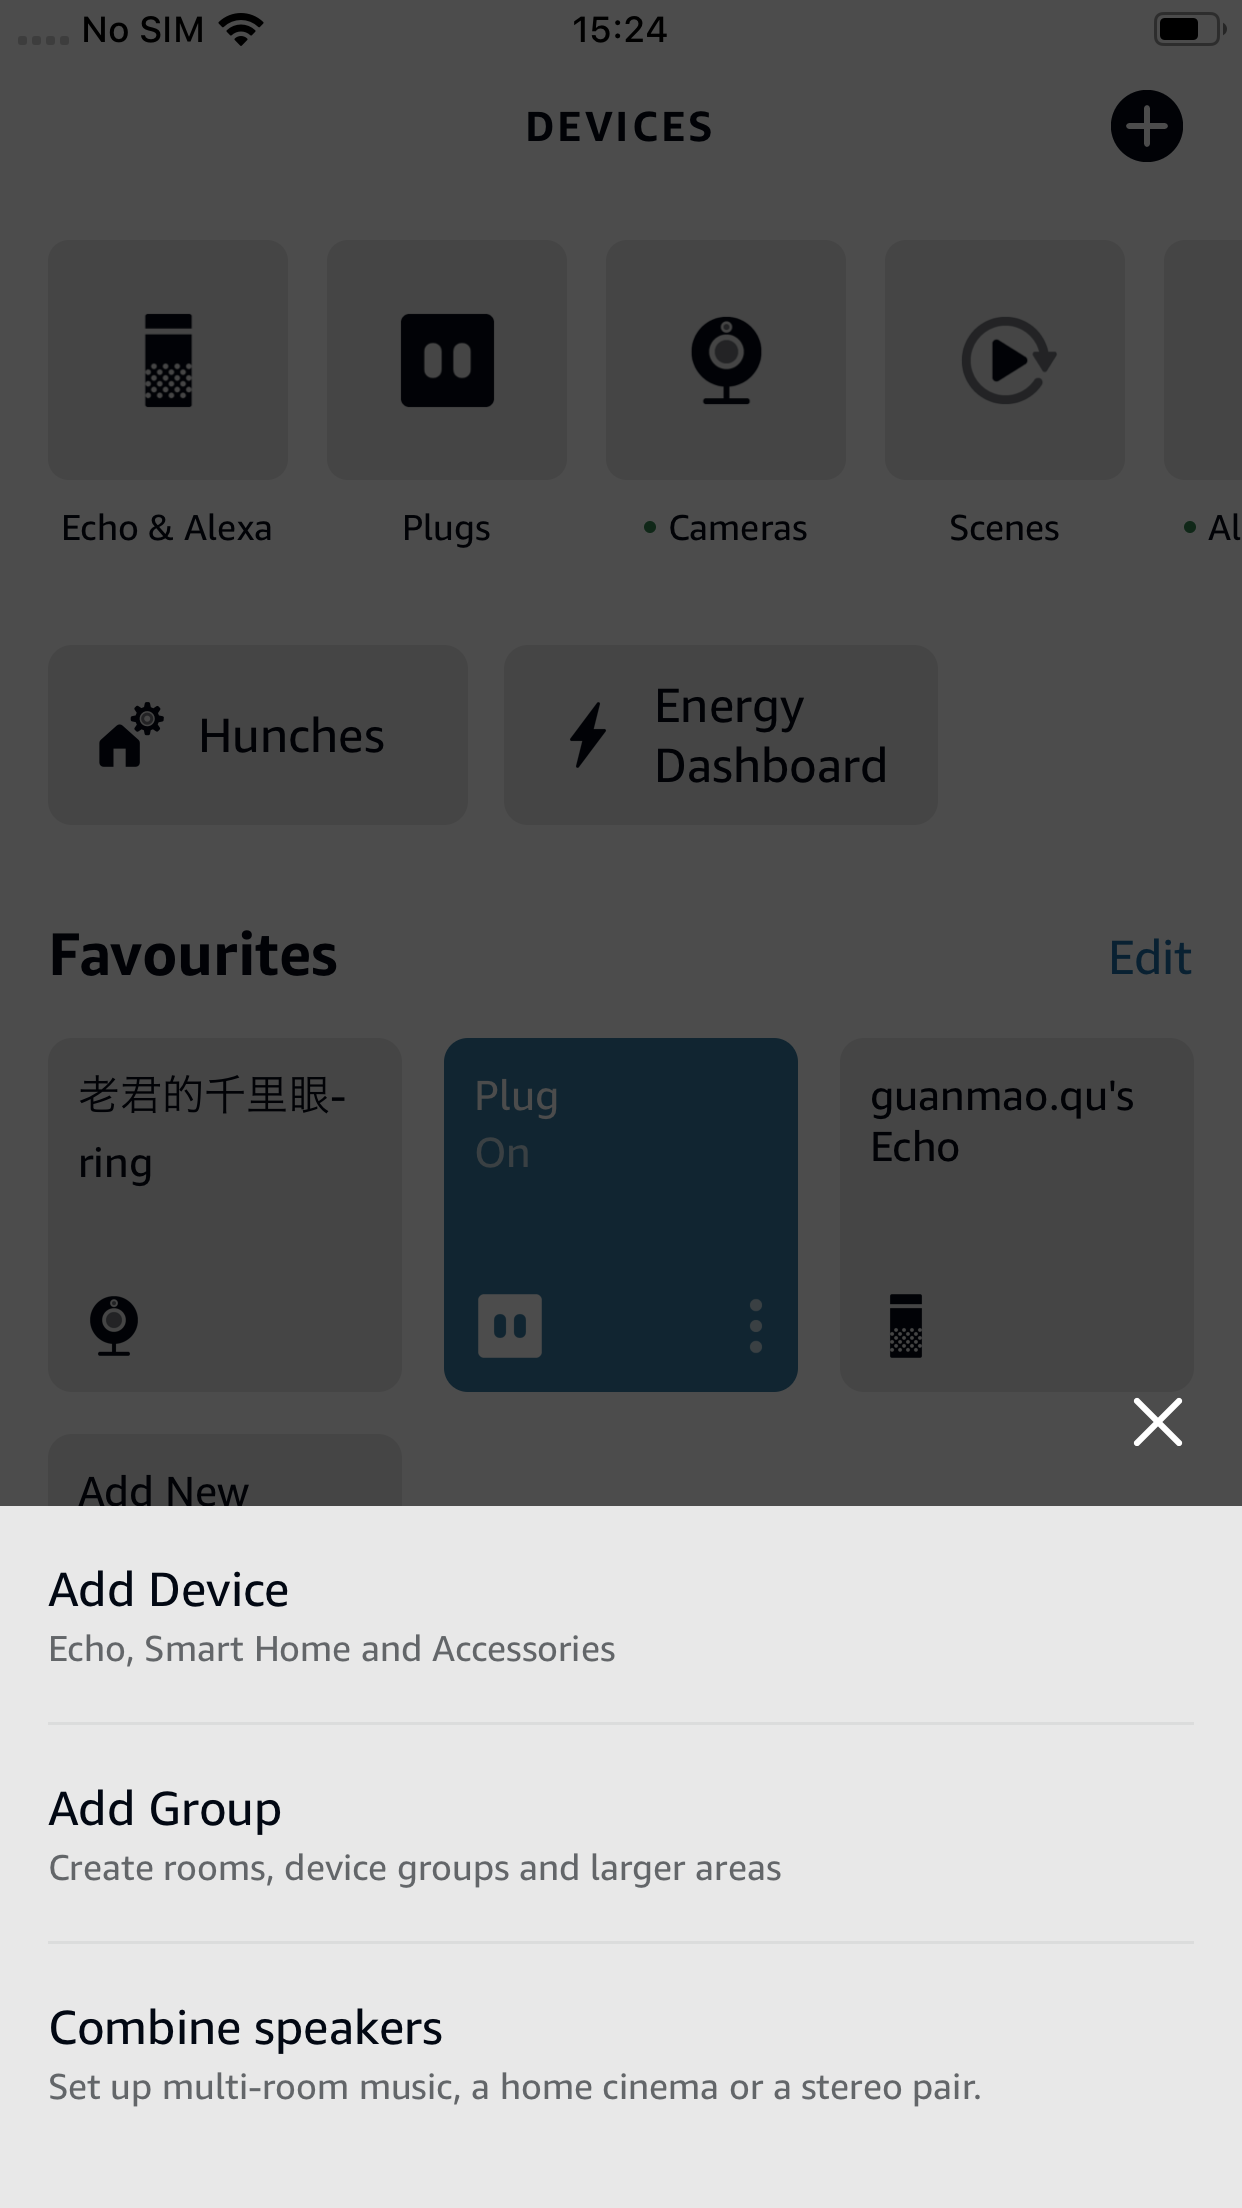 No SIM
15:24
DEVICES
Echo & Alexa
Plugs
Cameras
Scenes
Al
Hunches
Energy
Dashboard
Favourites
Edit
老君的千里眼-
ring
Plug
On
guanmao.qu's
Echo
Add New
Add Device
Echo, Smart Home and Accessories
Add Group
Create rooms, device groups and larger areas
Combine speakers
Set up multi-room music, a home cinema or a stereo pair.